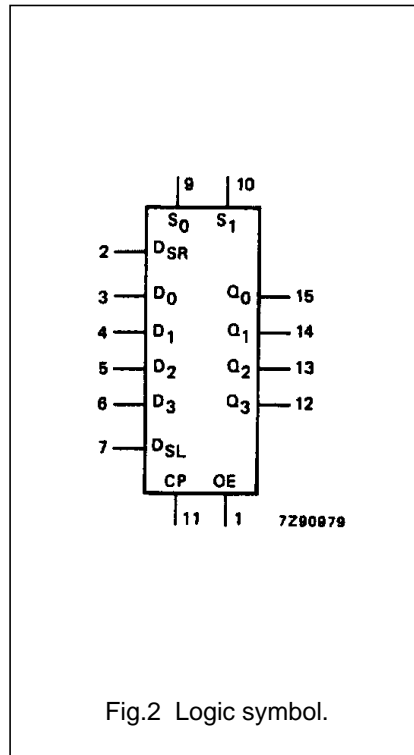 9 10
S0 S1
2 DSR
3 D0 Q0 15
4 D1 Q1 14
5 D2 Q2 13
6 D3 Q3 12
7 DSL
CP OE
11 1 7Z90979
Fig.2 Logic symbol.